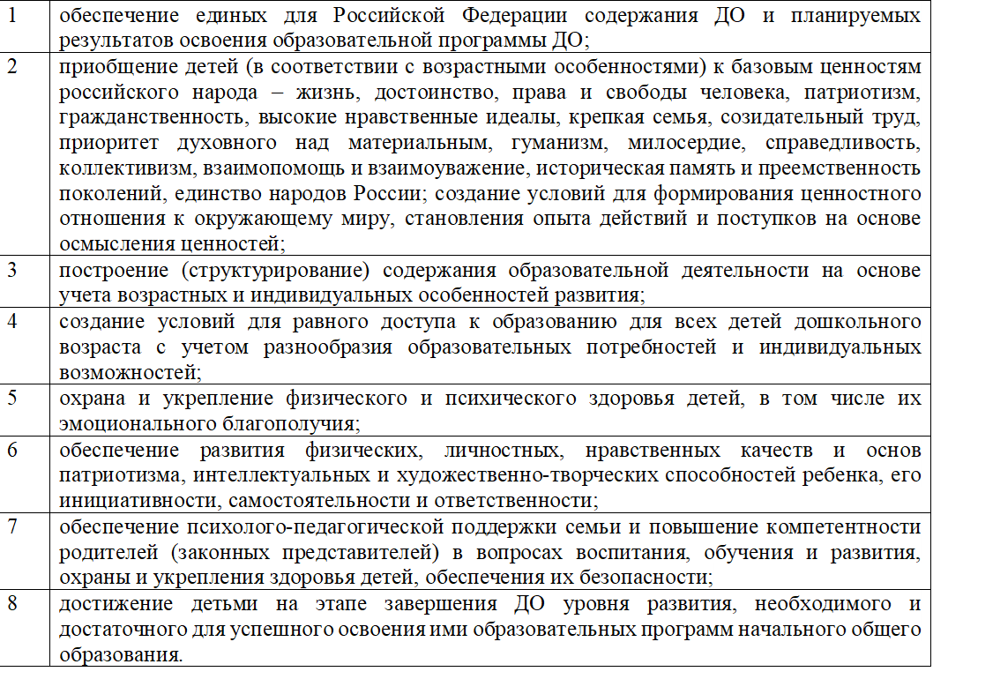 1 обеспечение единых для Российской Федерации содержания ДО и планируемых
результатов освоения образовательной программы ДО;
2 приобщение детей (в соответствии с возрастными особенностями) к базовым ценностям
российского народа – жизнь, достоинство, права и свободы человека, патриотизм,
гражданственность, высокие нравственные идеалы, крепкая семья, созидательный труд,
приоритет духовного над материальным, гуманизм, милосердие, справедливость,
коллективизм, взаимопомощь и взаимоуважение, историческая память и преемственность
поколений, единство народов России; создание условий для формирования ценностного
отношения к окружающему миру, становления опыта действий и поступков на основе
осмысления ценностей;
3 построение (структурирование) содержания образовательной деятельности на основе
учета возрастных и индивидуальных особенностей развития;
4 создание условий для равного доступа к образованию для всех детей дошкольного
возраста с учетом разнообразия образовательных потребностей и индивидуальных
возможностей;
5 охрана и укрепление физического и психического здоровья детей, в том числе их
эмоционального благополучия;
6 обеспечение развития физических, личностных, нравственных качеств и основ
патриотизма, интеллектуальных и художественно-творческих способностей ребенка, его
инициативности, самостоятельности и ответственности;
7 обеспечение психолого-педагогической поддержки семьи и повышение компетентности
родителей (законных представителей) в вопросах воспитания, обучения и развития,
охраны и укрепления здоровья детей, обеспечения их безопасности;
8 достижение детьми на этапе завершения ДО уровня развития, необходимого и
достаточного для успешного освоения ими образовательных программ начального общего
образования.